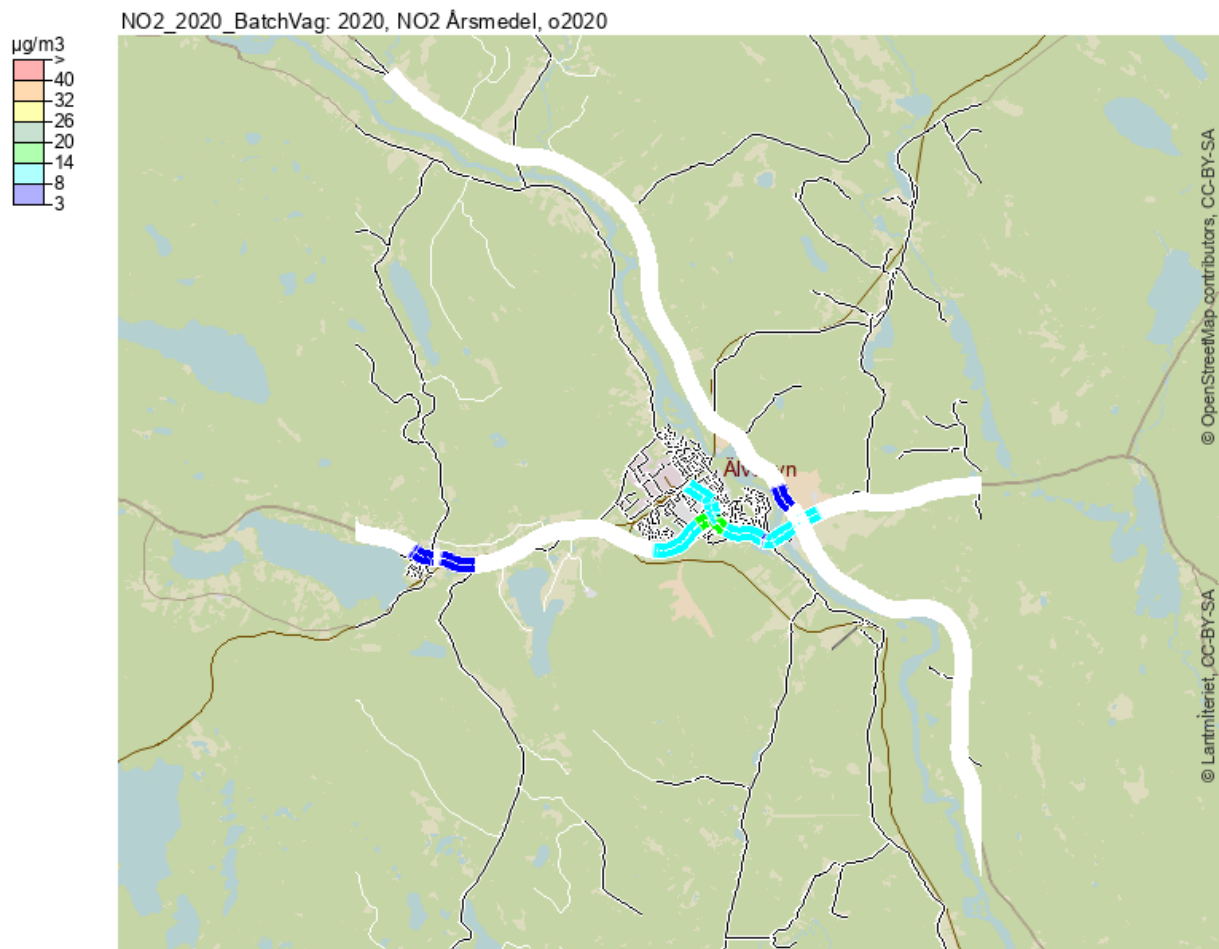 NO2_2020_BatchVag: 2020, NO2 Årsmedel, o2020
µg/m3
>
40
32
26
20
14
8
3
© OpenStreetMap contributors, CC-BY-SA
© Lantmiteriet, CC-BY-SA